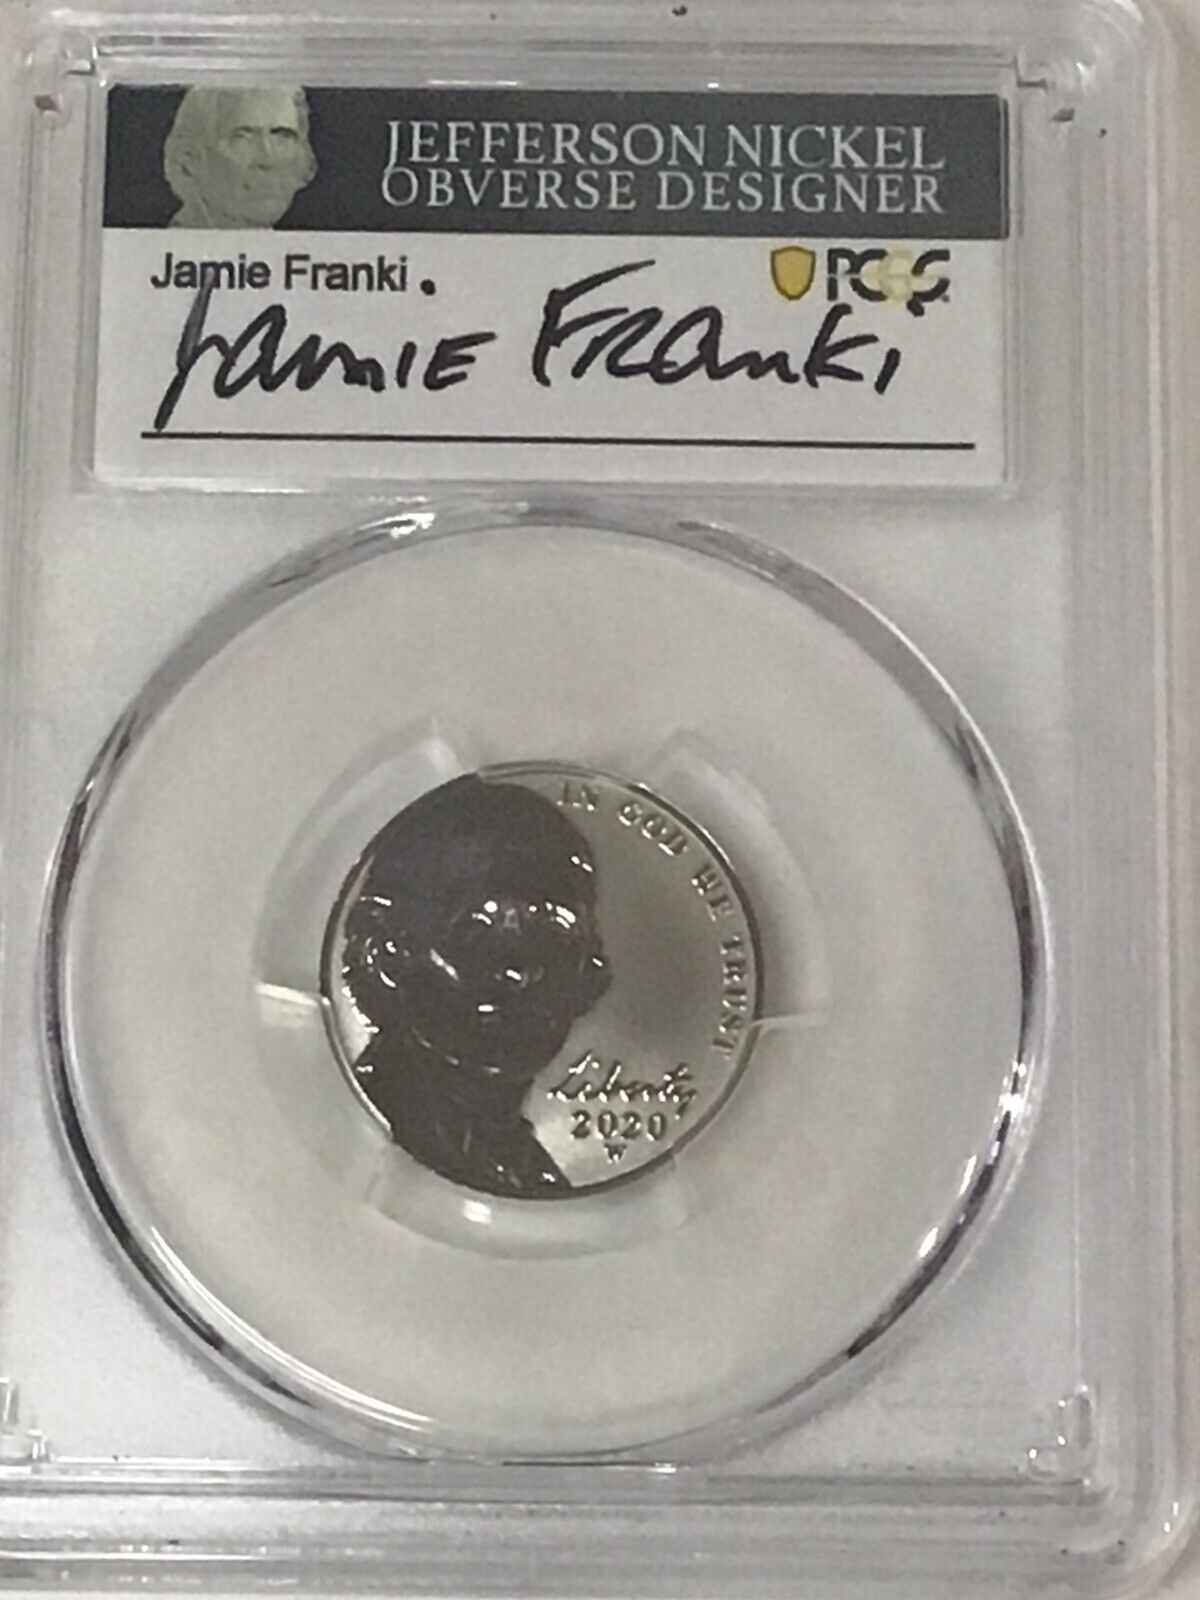 JEFFERSON NICKEL
OBVERSE DESIGNER
Jamie Franki
PCGS
Jamie Franki
IN GOD WE TRUST
Liberty
2020
W